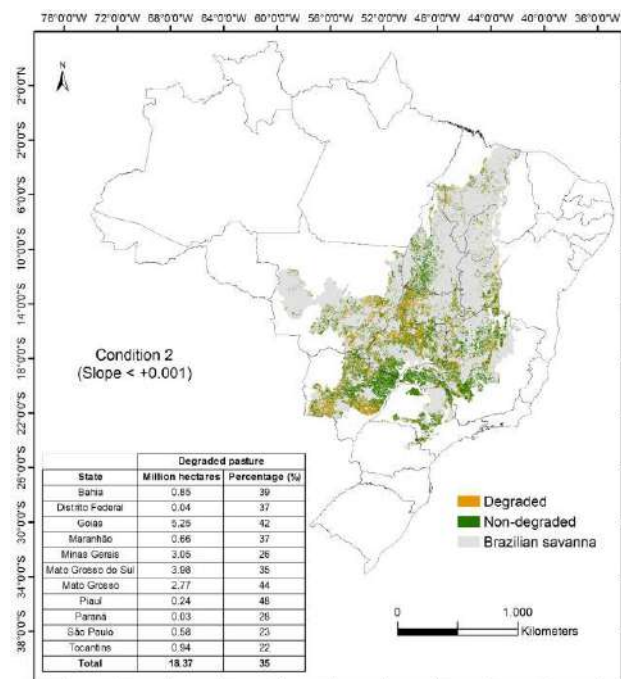 76°0'0"W 72°0'0"W 68°0'0"W 64°0'0"W 60°0'0"W 56°0'0"W 52°0'0"W 48°0'0"W 44°0'0"W 40°0'0"W 36°0'0"W
N
2°0'0"N
2°0'0"S
6°0'0"S
10°0'0"S
14°0'0"S
18°0'0"S
22°0'0"S
26°0'0"S
30°0'0"S
34°0'0"S
38°0'0"S
Condition 2
(Slope < +0.001)
Degraded pasture
State Million hectares Percentage (%)
Bahia 0.85 39
Distrito Federal 0.04 37
Goias 5.25 42
Maranhão 0.66 37
Minas Gerais 3.05 26
Mato Grosso do Sul 3.98 35
Mato Grosso 2.77 44
Piauí 0.24 48
Paraná 0.03 28
São Paulo 0.58 23
Tocantins 0.94 22
Total 18.37 35
Degraded
Non-degraded
Brazilian savanna
0 1.000
Kilometers